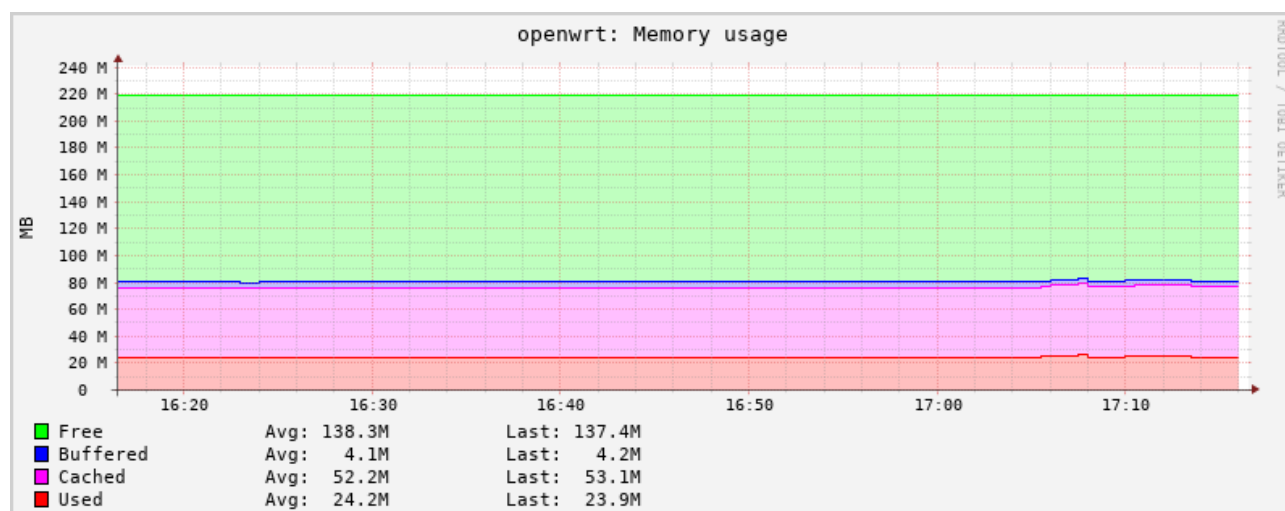 openwrt: Memory usage
RRDTOOL / TOBI OETIKER
MB
240 M
220 M
200 M
180 M
160 M
140 M
120 M
100 M
80 M
60 M
40 M
20 M
0
16:20 16:30 16:40 16:50 17:00 17:10
Free Avg: 138.3M Last: 137.4M
Buffered Avg: 4.1M Last: 4.2M
Cached Avg: 52.2M Last: 53.1M
Used Avg: 24.2M Last: 23.9M